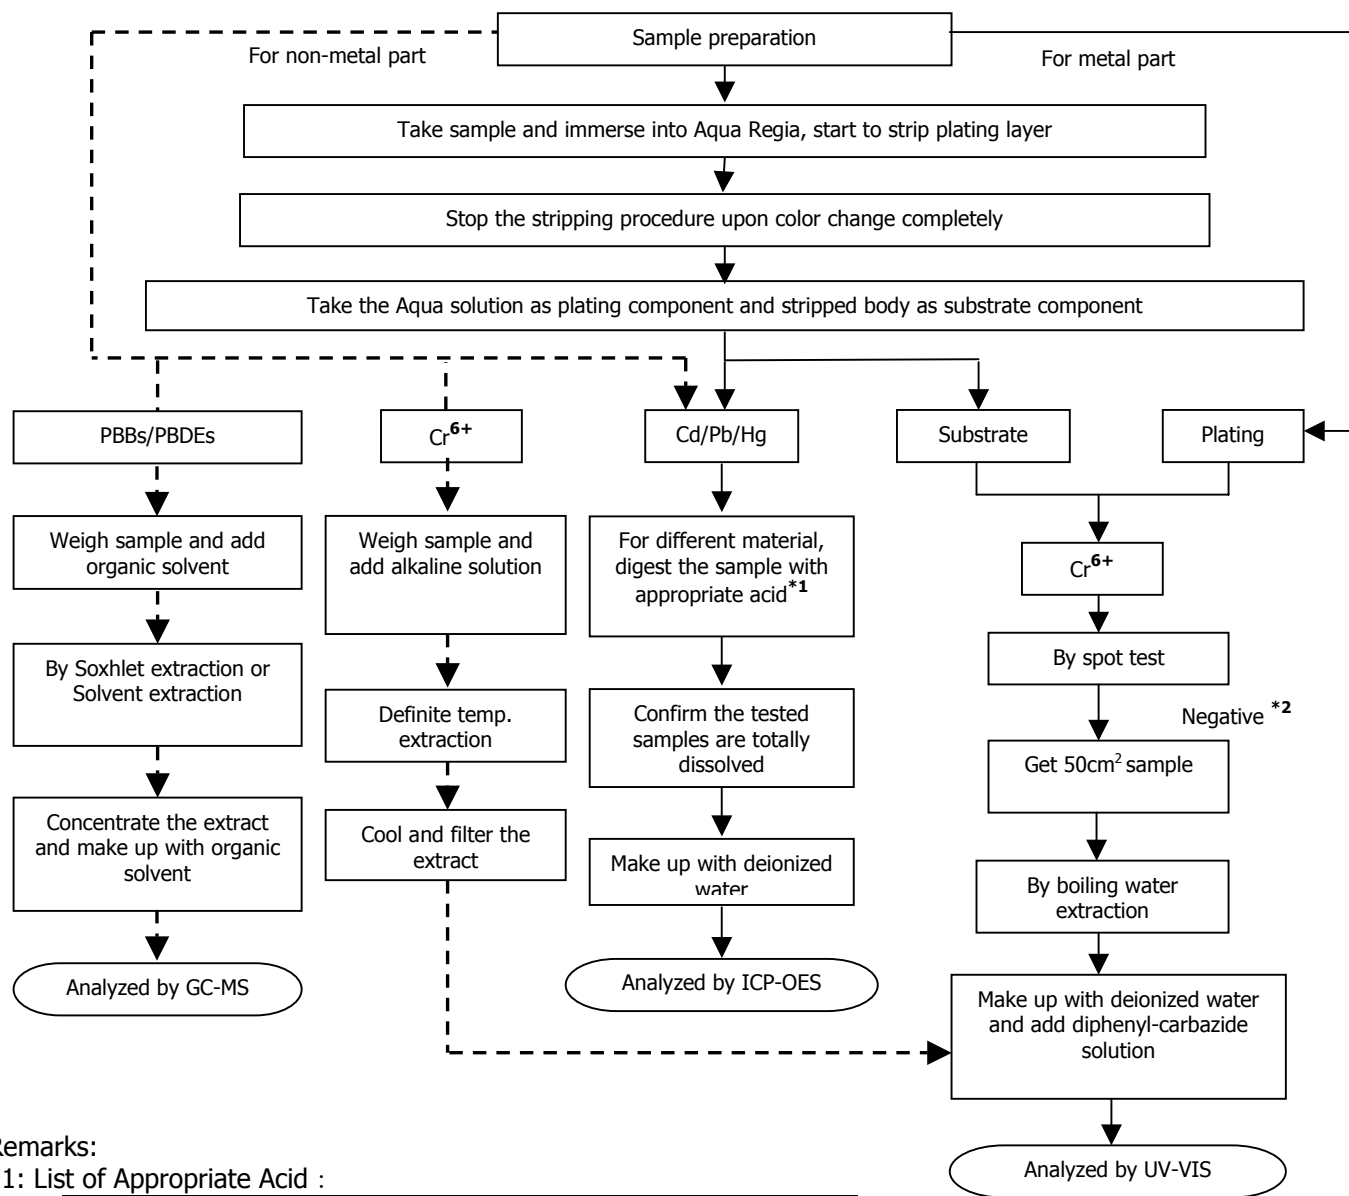 Sample preparation
For non-metal part
For metal part
Take sample and immerse into Aqua Regia, start to strip plating layer
Stop the stripping procedure upon color change completely
Take the Aqua solution as plating component and stripped body as substrate component
PBBs/PBDEs
Cr6+
Cd/Pb/Hg
Substrate
Plating
Weigh sample and add
organic solvent
Weigh sample and
add alkaline solution
For different material,
digest the sample with
appropriate acid*1
Cr6+
By spot test
By Soxhlet extraction or
Solvent extraction
Definite temp.
extraction
Confirm the tested
samples are totally
dissolved
Negative *2
Get 50cm2 sample
Concentrate the extract
and make up with organic
solvent
Cool and filter the
extract
Make up with deionized
water
By boiling water
extraction
Analyzed by GC-MS
Analyzed by ICP-OES
Make up with deionized water
and add diphenyl-carbazide
solution
Analyzed by UV-VIS
Remarks:
1: List of Appropriate Acid :